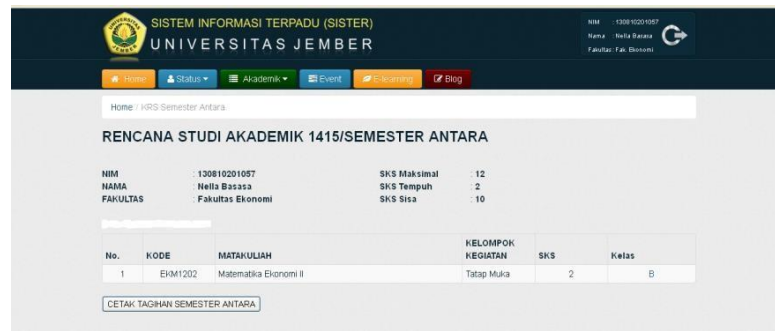 SISTEM INFORMASI TERPADU (SISTER)
UNIVERSITAS JEMBER
NIM : 130810201057
Nama : Nella Basasa
Fakultas: Fak. Ekonomi
Home Status Akademik Event E-learning Blog
Home / KRS Semester Antara
RENCANA STUDI AKADEMIK 1415/SEMESTER ANTARA
NIM : 130810201057 SKS Maksimal : 12
NAMA : Nella Basasa SKS Tempuh : 2
FAKULTAS : Fakultas Ekonomi SKS Sisa : 10
No. KODE MATAKULIAH KELOMPOK KEGIATAN SKS Kelas
1 EKM1202 Matematika Ekonomi II Tatap Muka 2 B
CETAK TAGIHAN SEMESTER ANTARA